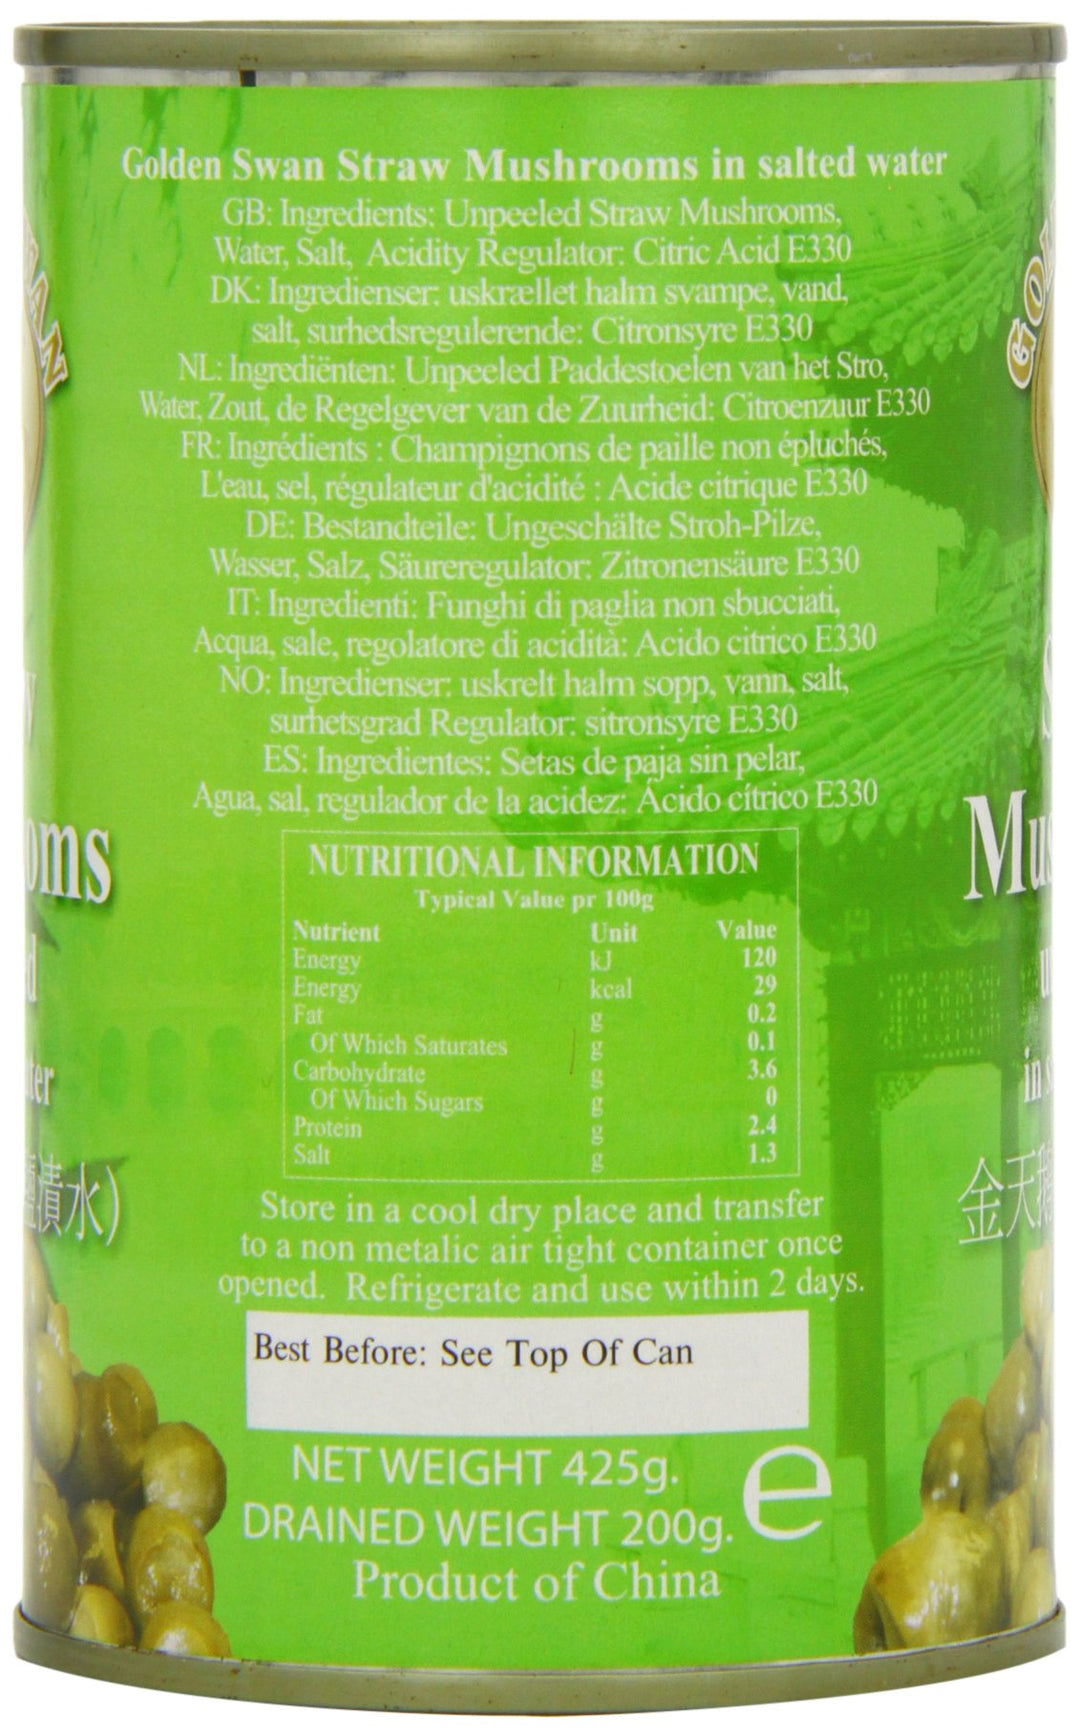 Golden Swan Straw Mushrooms in salted water
GB: Ingredients: Unpeeled Straw Mushrooms,
Water, Salt, Acidity Regulator: Citric Acid E330
DK: Ingredienser: uskrællet halm svampe, vand,
salt, surhedsregulerende: Citronsyre E330
NL: Ingrediënten: Unpeeled Paddestoelen van het Stro,
Water, Zout, de Regelgever van de Zuurheid: Citroenzuur E330
FR: Ingrédients : Champignons de paille non épluchés,
L'eau, sel, régulateur d'acidité : Acide citrique E330
DE: Bestandteile: Ungeschälte Stroh-Pilze,
Wasser, Salz, Säureregulator: Zitronensäure E330
IT: Ingredienti: Funghi di paglia non sbucciati,
Acqua, sale, regolatore di acidità: Acido citrico E330
NO: Ingredienser: uskrelt halm sopp, vann, salt,
surhetsgrad Regulator: sitronsyre E330
ES: Ingredientes: Setas de paja sin pelar,
Agua, sal, regulador de la acidez: Ácido cítrico E330
NUTRITIONAL INFORMATION
Typical Value pr 100g
Nutrient Unit Value
Energy kJ 120
Energy kcal 29
Fat g 0.2
Of Which Saturates g 0.1
Carbohydrate g 3.6
Of Which Sugars g 0
Protein g 2.4
Salt g 1.3
Store in a cool dry place and transfer
to a non metalic air tight container once
opened. Refrigerate and use within 2 days.
Best Before: See Top Of Can
NET WEIGHT 425g.
DRAINED WEIGHT 200g. e
Product of China
oms
漬水)
Mus
金天